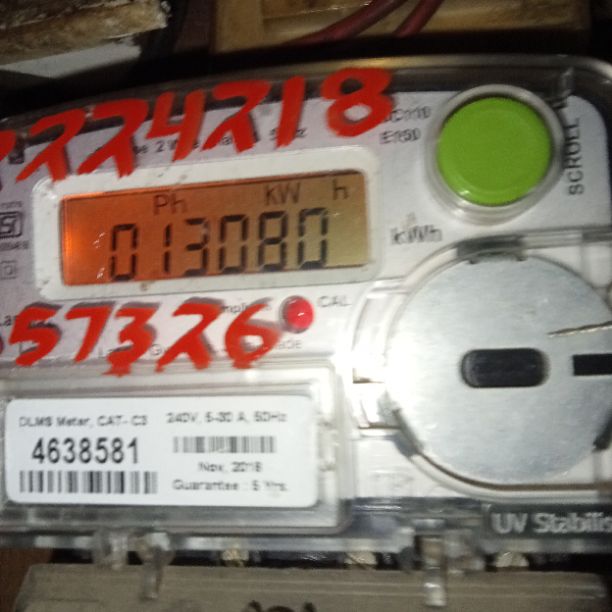 224218
SCROLL
Ph kW h
013080
kWh
CAL
57326
DLMS Meter, CAT- C3
240V, 5-30 A, 50Hz
4638581
Nov, 2018
Guarantee : 5 Yrs.
UV Stabilis